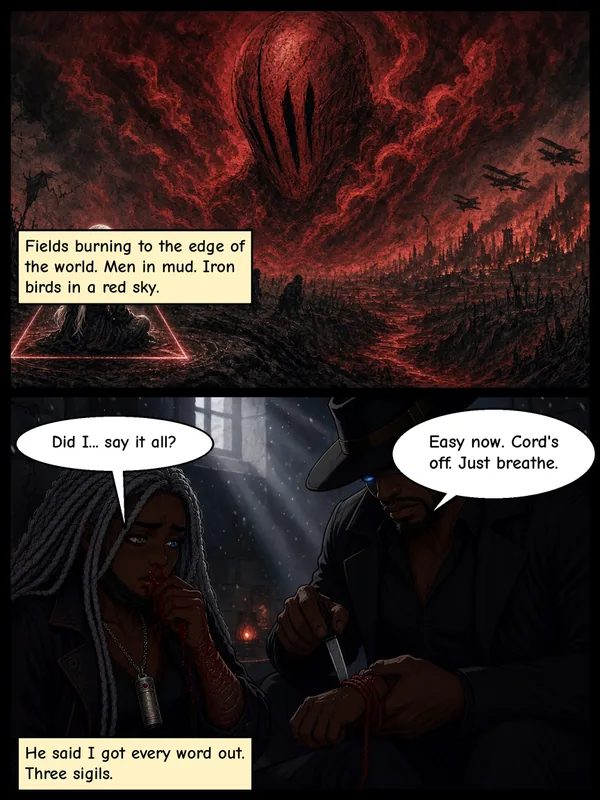 Fields burning to the edge of
the world. Men in mud. Iron
birds in a red sky.
Did I... say it all?
Easy now. Cord's
off. Just breathe.
He said I got every word out.
Three sigils.